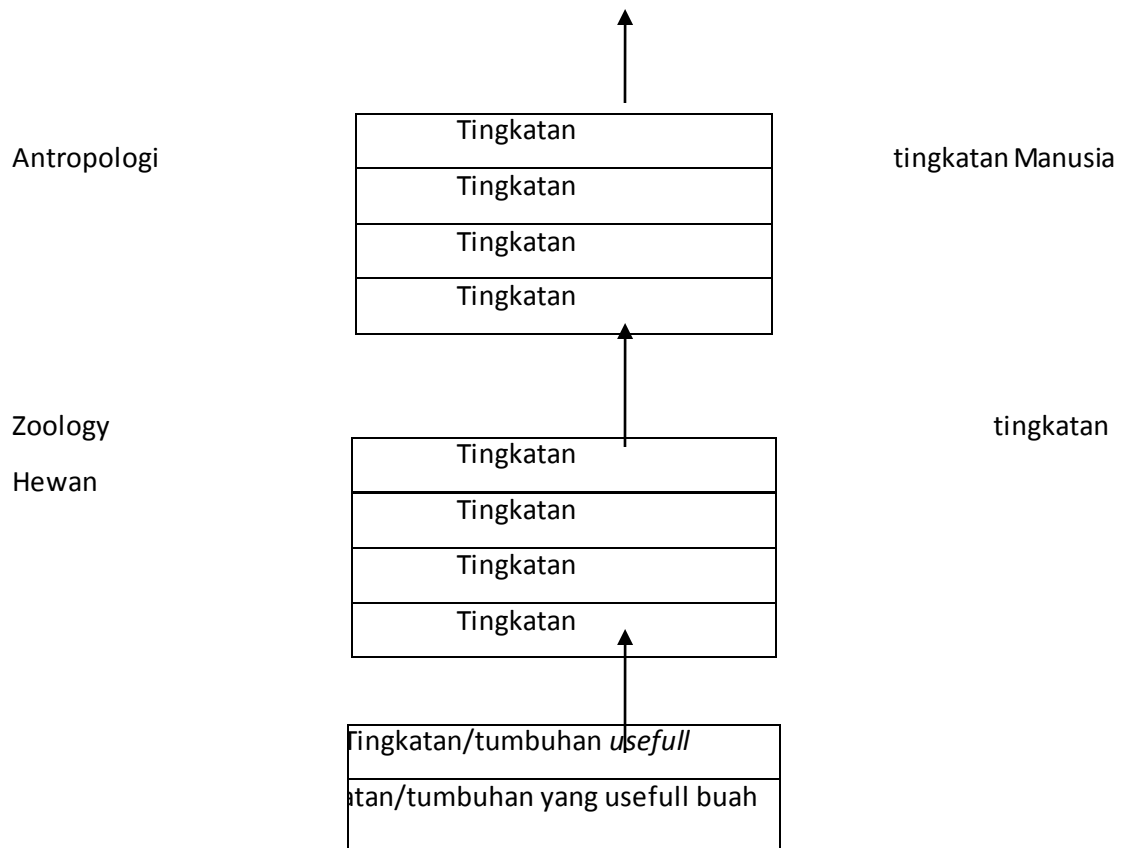 Tingkatan
Antropologi tingkatan Manusia
Tingkatan
Tingkatan
Tingkatan
Zoology tingkatan
Tingkatan
Hewan
Tingkatan
Tingkatan
Tingkatan
Tingkatan/tumbuhan usefull
atan/tumbuhan yang usefull buah